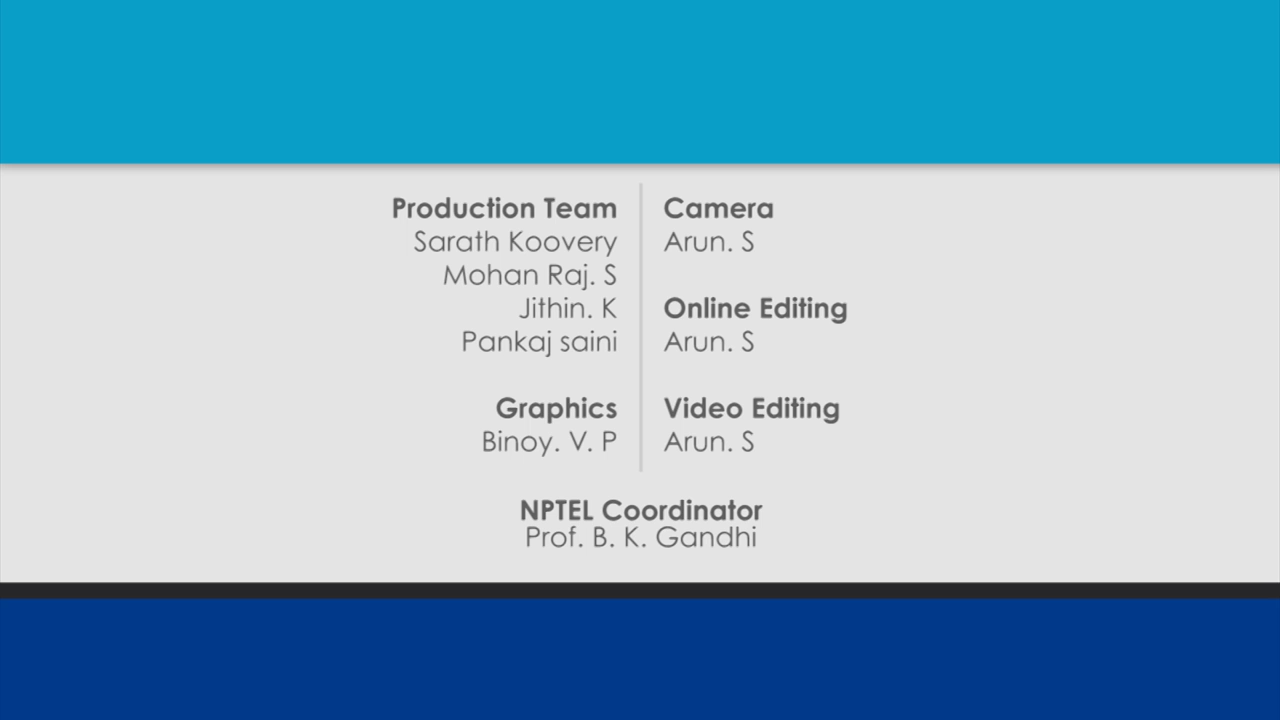 Production Team
Sarath Koovery
Mohan Raj. S
Jithin. K
Pankaj saini
Graphics
Binoy. V. P
Camera
Arun. S
Online Editing
Arun. S
Video Editing
Arun. S
NPTEL Coordinator
Prof. B. K. Gandhi